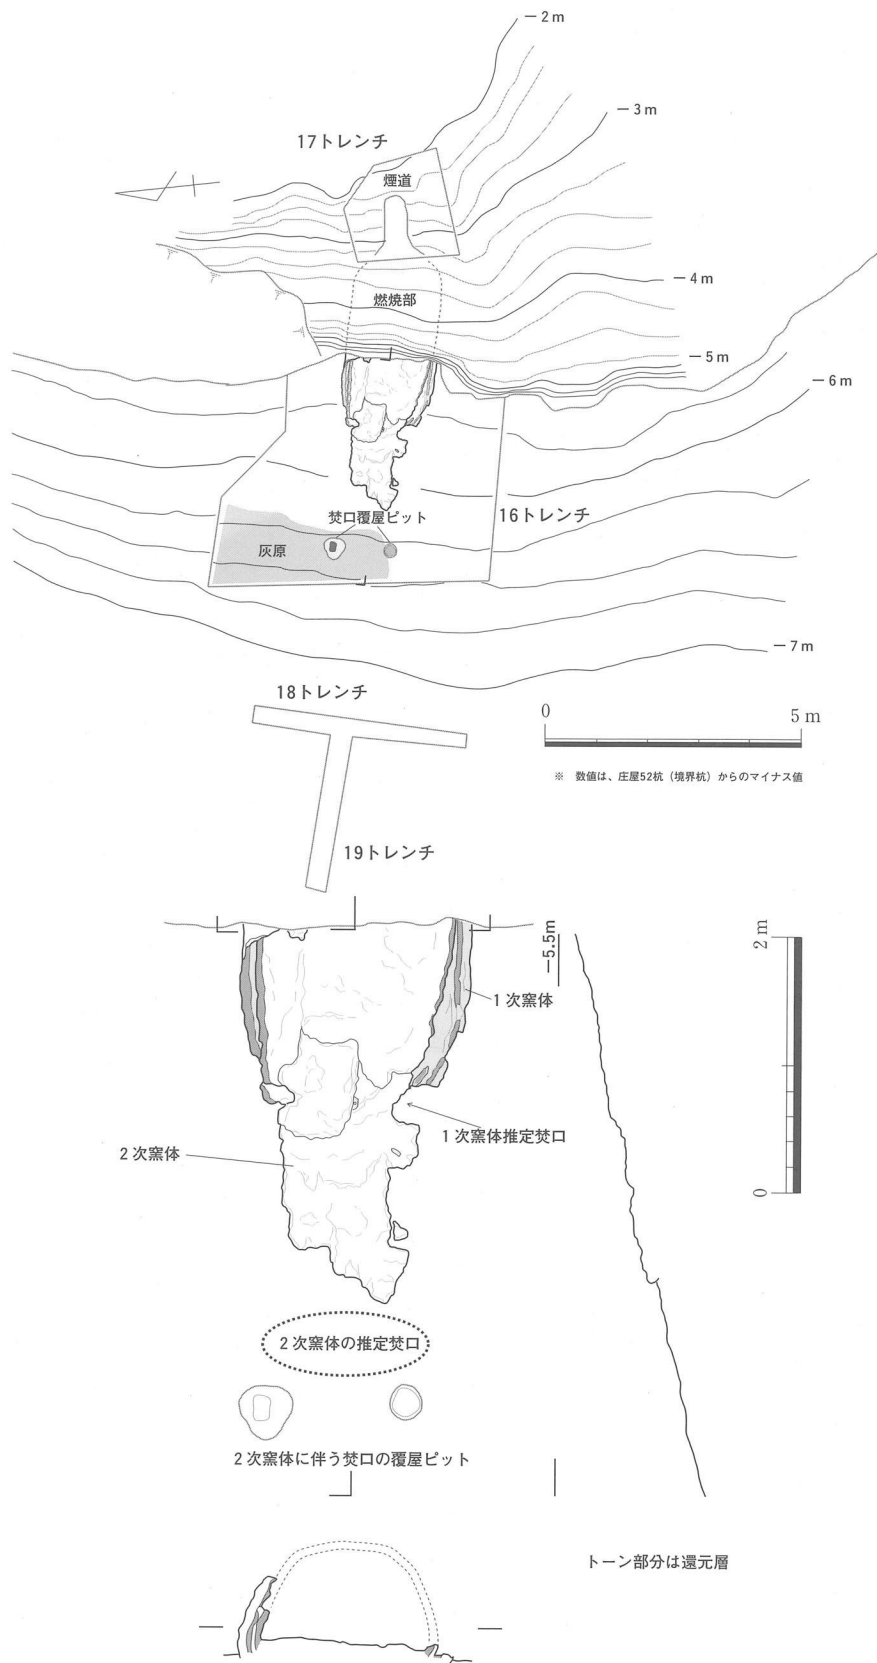 －2m
－3m
17トレンチ
煙道
－4m
燃焼部
－5m
－6m
焚口覆屋ピット
16トレンチ
灰原
－7m
18トレンチ
0 5m
※ 数値は、庄屋52杭（境界杭）からのマイナス値
19トレンチ
－5.5m
2m
1次窯体
1次窯体推定焚口
2次窯体
0
2次窯体の推定焚口
2次窯体に伴う焚口の覆屋ピット
トーン部分は還元層